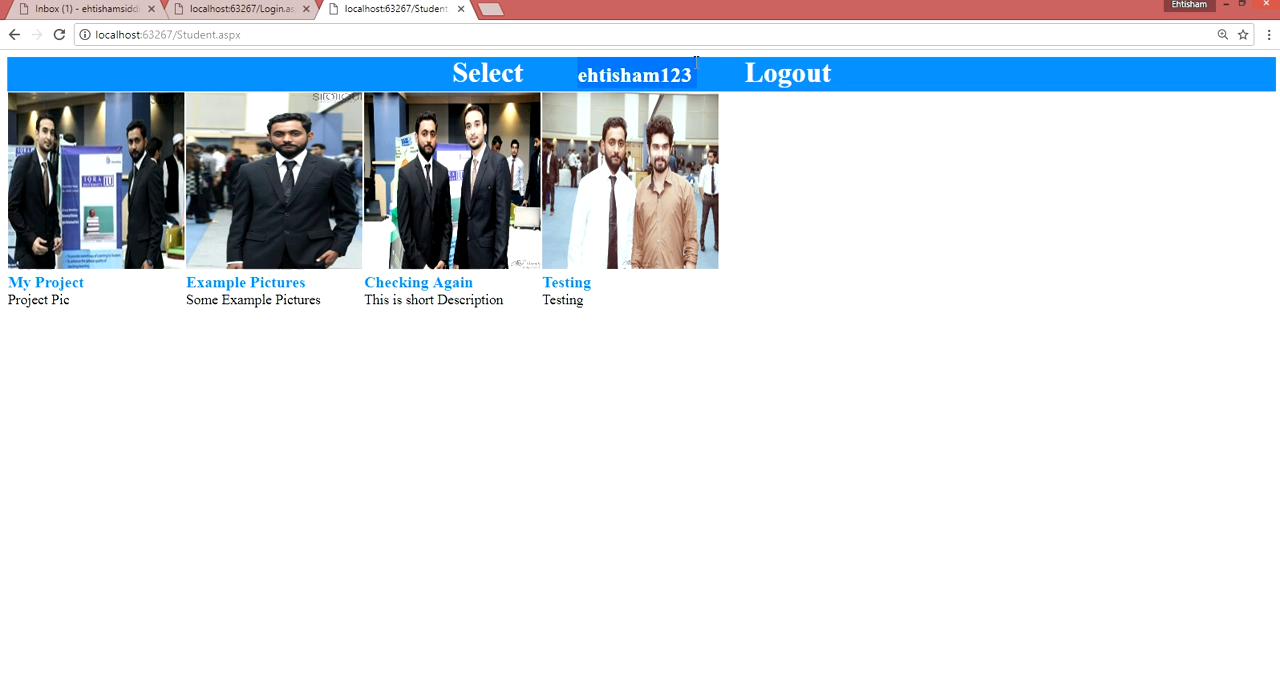 Inbox (1) - ehtishamsiddi
localhost:63267/Login.as
localhost:63267/Student
Ehtisham
localhost:63267/Student.aspx
Select
ehtisham123
Logout
IQRA
My Project
Example Pictures
Checking Again
Testing
Project Pic
Some Example Pictures
This is short Description
Testing